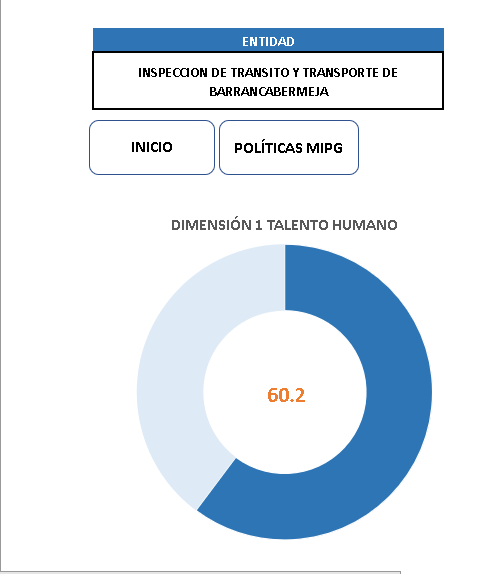 ENTIDAD
INSPECCION DE TRANSITO Y TRANSPORTE DE
BARRANCABERMEJA
INICIO
POLÍTICAS MIPG
DIMENSIÓN 1 TALENTO HUMANO
60.2